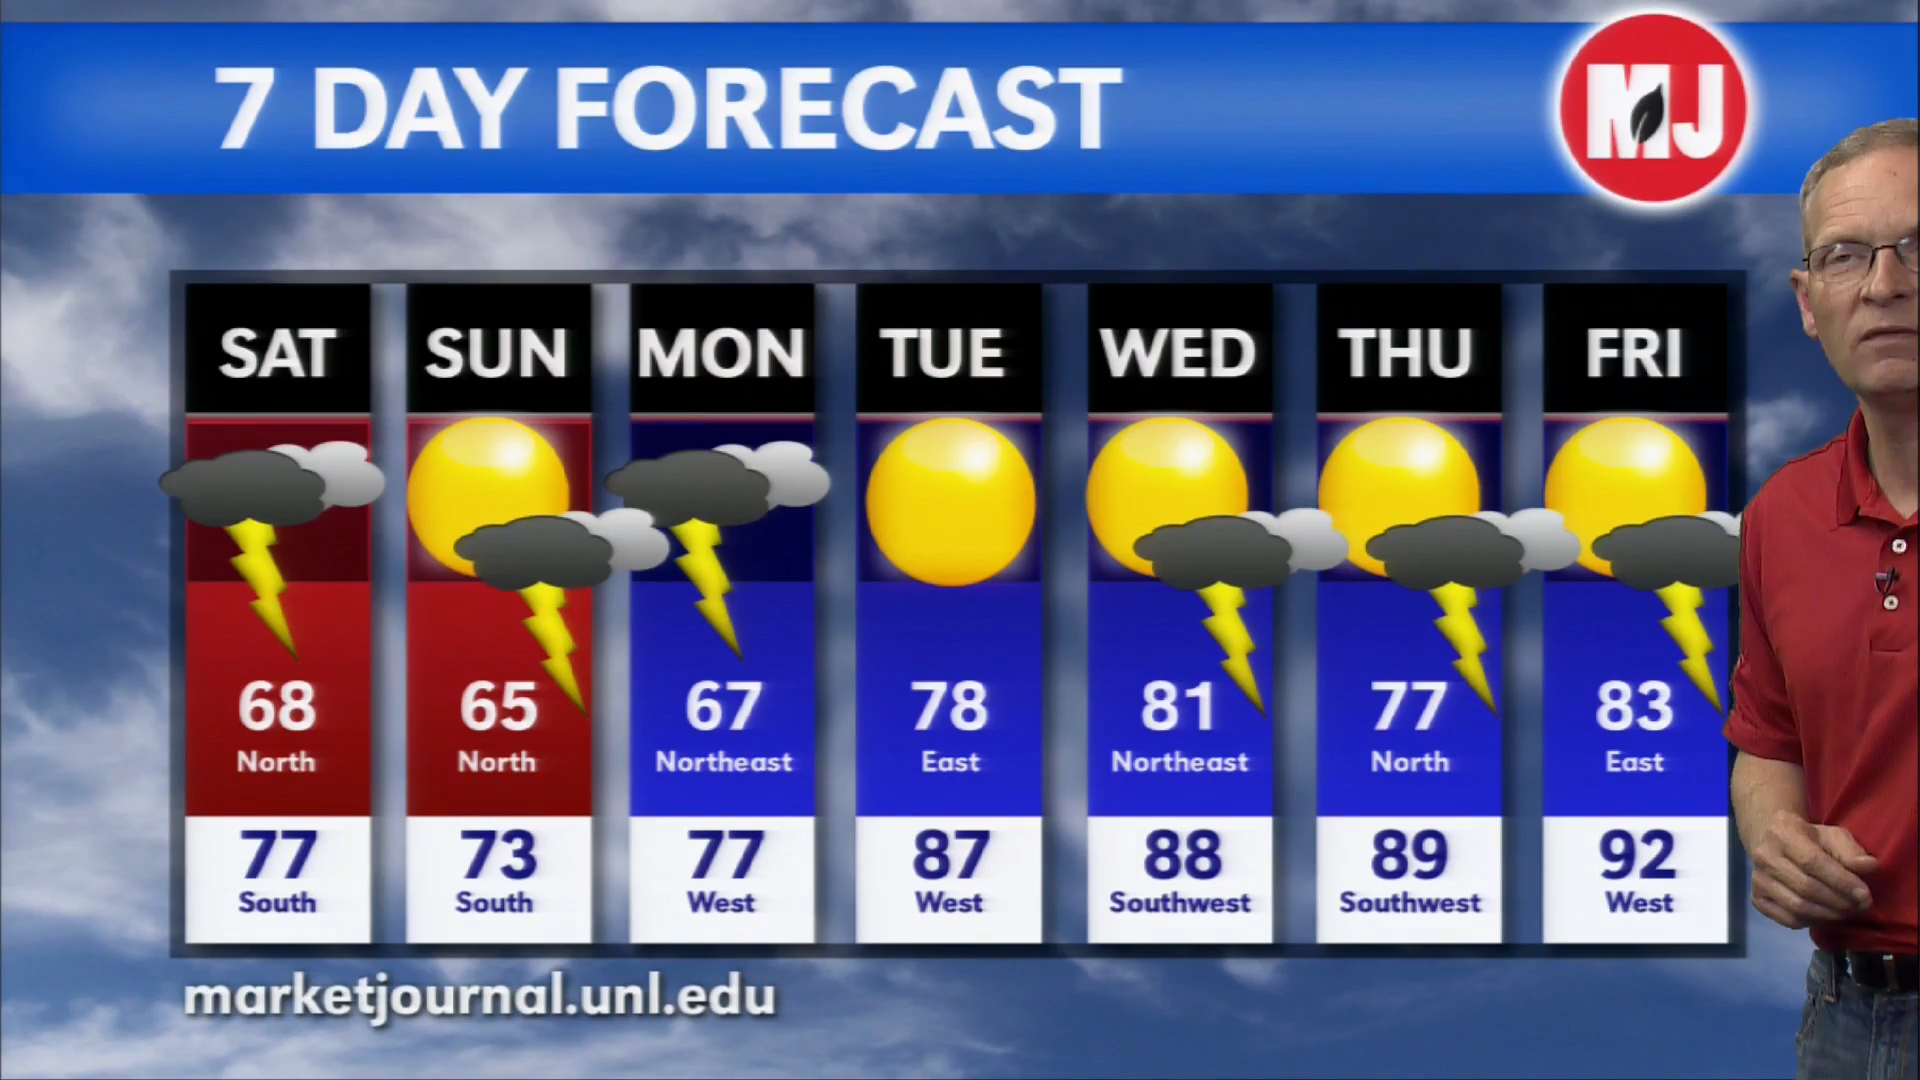 7 DAY FORECAST
MJ
SAT SUN MON TUE WED THU FRI
68 65 67 78 81 77 83
North North Northeast East Northeast North East
77 73 77 87 88 89 92
South South West West Southwest Southwest West
marketjournal.unl.edu